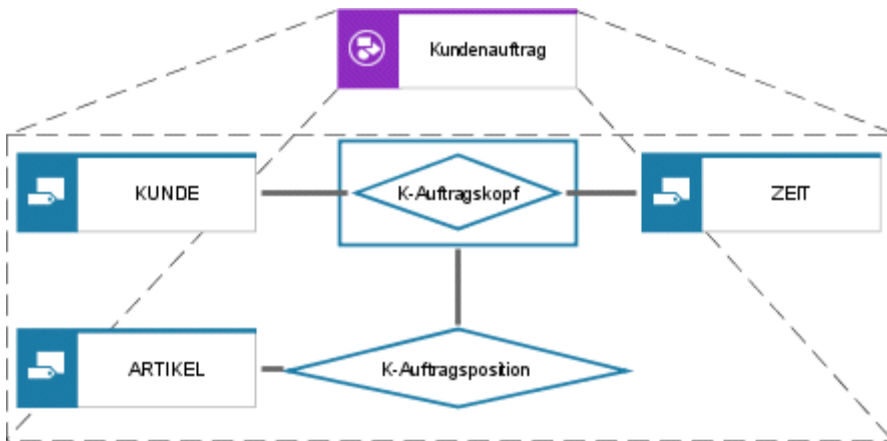 Kundenauftrag
KUNDE
K-Auftragskopf
ZEIT
ARTIKEL
K-Auftragsposition